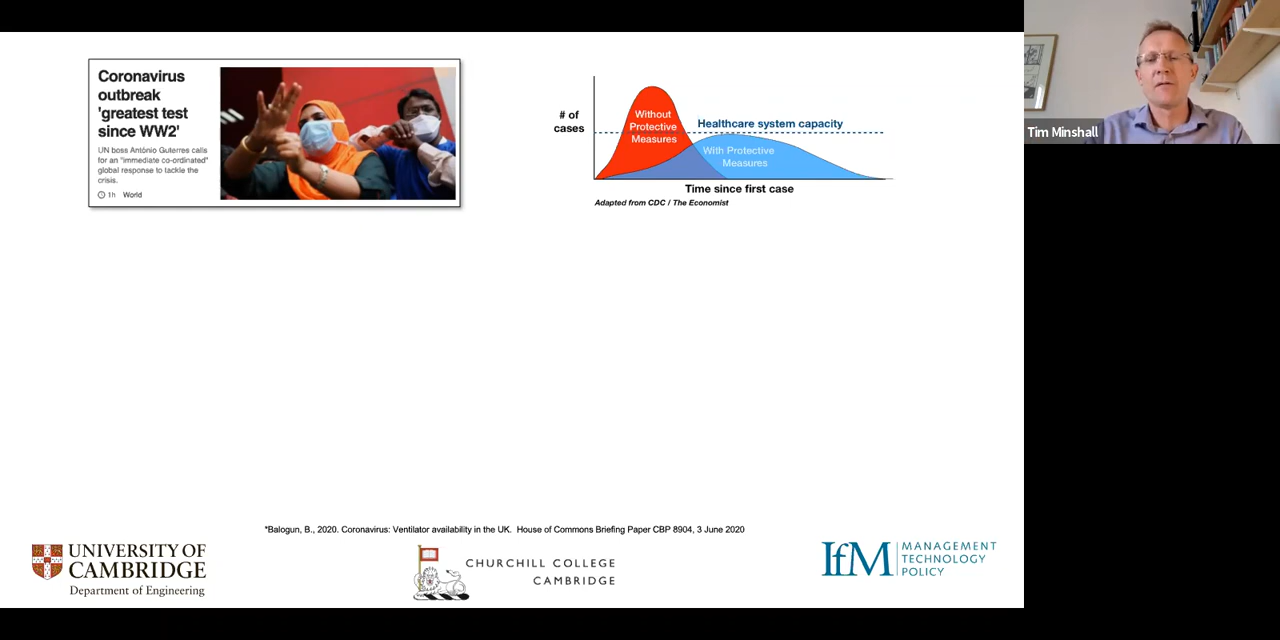 Coronavirus
outbreak
'greatest test
since WW2'
UN boss António Guterres calls
for an "immediate co-ordinated"
global response to tackle the
crisis.
1h World
# of
cases
Without
Protective
Measures
Healthcare system capacity
With Protective
Measures
Time since first case
Adapted from CDC / The Economist
Tim Minshall
*Balogun, B., 2020. Coronavirus: Ventilator availability in the UK. House of Commons Briefing Paper CBP 8904, 3 June 2020
UNIVERSITY OF
CAMBRIDGE
Department of Engineering
CHURCHILL COLLEGE
CAMBRIDGE
IfM
MANAGEMENT
TECHNOLOGY
POLICY